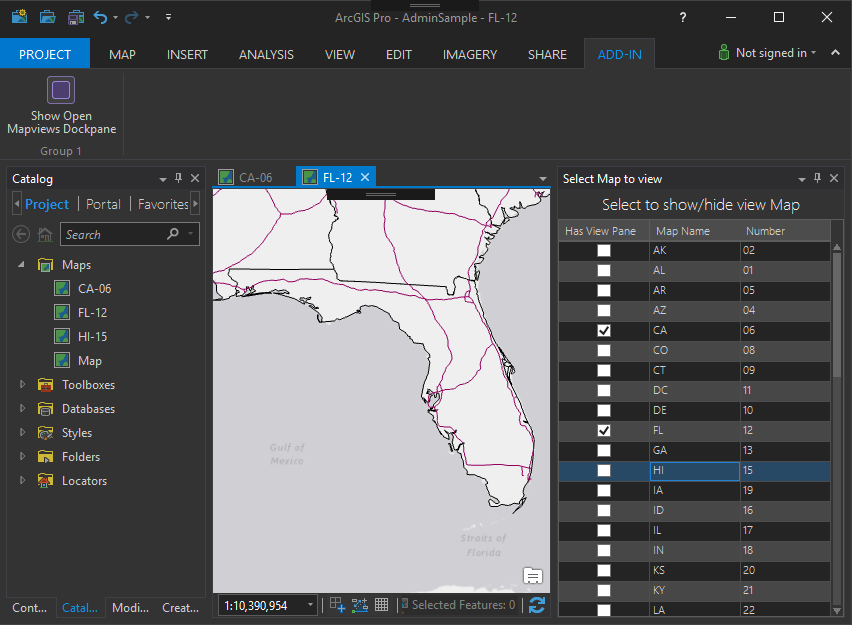 ArcGIS Pro - AdminSample - FL-12
?
PROJECT MAP INSERT ANALYSIS VIEW EDIT IMAGERY SHARE ADD-IN Not signed in
Show Open
Mapviews Dockpane
Group 1
Catalog
Project Portal Favorites
Search
Maps
CA-06
FL-12
HI-15
Map
Toolboxes
Databases
Styles
Folders
Locators
Cont... Catal... Modi... Creat...
CA-06 FL-12
Gulf of
Mexico
Straits of
Florida
1:10,390,954 Selected Features: 0
Select Map to view
Select to show/hide view Map
Has View Pane Map Name Number
AK 02
AL 01
AR 05
AZ 04
CA 06
CO 08
CT 09
DC 11
DE 10
FL 12
GA 13
HI 15
IA 19
ID 16
IL 17
IN 18
KS 20
KY 21
LA 22